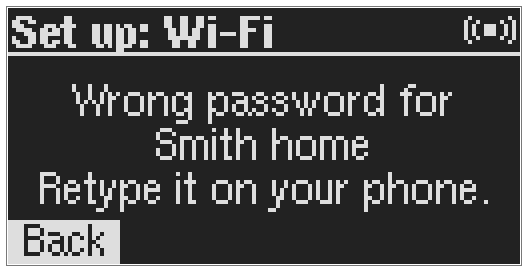 Set up: Wi-Fi
Wrong password for
Smith home
Retype it on your phone.
Back